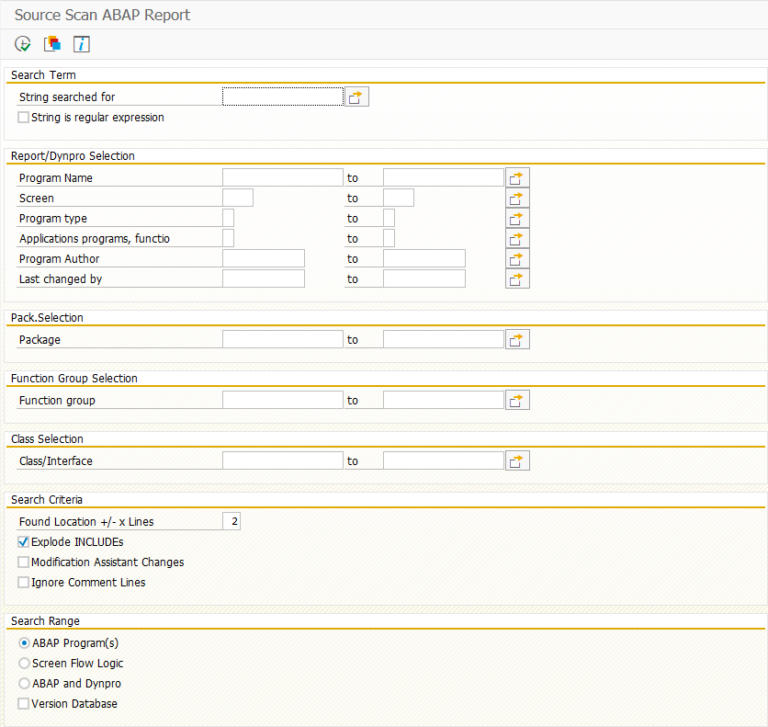 Source Scan ABAP Report
Search Term
String searched for
String is regular expression
Report/Dynpro Selection
Program Name to
Screen to
Program type to
Applications programs, functio to
Program Author to
Last changed by to
Pack.Selection
Package to
Function Group Selection
Function group to
Class Selection
Class/Interface to
Search Criteria
Found Location +/- x Lines 2
Explode INCLUDEs
Modification Assistant Changes
Ignore Comment Lines
Search Range
ABAP Program(s)
Screen Flow Logic
ABAP and Dynpro
Version Database